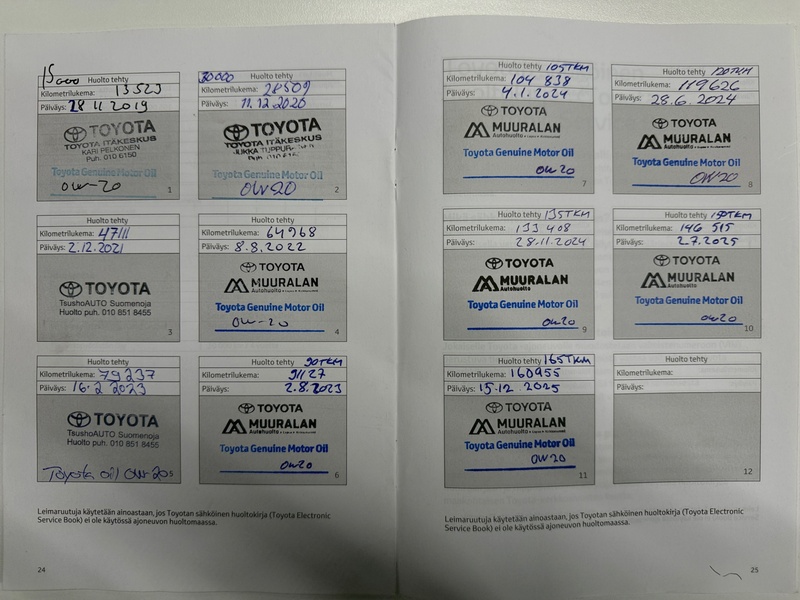 15000 Huolto tehty
Kilometrilukema: 13523
Päiväys: 28 11 2019
TOYOTA
TOYOTA ITÄKESKUS
KARI PELKONEN
Puh. 010 6150
Toyota Genuine Motor Oil
0W-20
1
30000 Huolto tehty
Kilometrilukema: 28509
Päiväys: 11.12.2020
TOYOTA
TOYOTA ITÄKESKUS
Toyota Genuine Motor Oil
0W20
2
Huolto tehty
Kilometrilukema: 47111
Päiväys: 2.12.2021
TOYOTA
TsushoAUTO Suomenoja
Huolto puh. 010 851 8455
3
Huolto tehty
Kilometrilukema: 64968
Päiväys: 8.8.2022
TOYOTA
MUURALAN
Autohuolto
Toyota Genuine Motor Oil
0W-20
4
Huolto tehty
Kilometrilukema: 79237
Päiväys: 16.2 2023
TOYOTA
TsushoAUTO Suomenoja
Huolto puh. 010 851 8455
Toyota oil 0W-20
5
Huolto tehty 90TKM
Kilometrilukema: 91127
Päiväys: 2.8.2023
TOYOTA
MUURALAN
Autohuolto
Toyota Genuine Motor Oil
0W20
6
Leimaruutuja käytetään ainoastaan, jos Toyotan sähköinen huoltokirja (Toyota Electronic
Service Book) ei ole käytössä ajoneuvon huoltomaassa.
24
Huolto tehty 105TKM
Kilometrilukema: 104 838
Päiväys: 4.1.2024
TOYOTA
MUURALAN
Autohuolto
Toyota Genuine Motor Oil
0W20
7
Huolto tehty 120TKM
Kilometrilukema: 119626
Päiväys: 28.6.2024
TOYOTA
MUURALAN
Autohuolto
Toyota Genuine Motor Oil
0W20
8
Huolto tehty 135TKM
Kilometrilukema: 133 408
Päiväys: 28.11.2024
TOYOTA
MUURALAN
Autohuolto
Toyota Genuine Motor Oil
0W20
9
Huolto tehty 150TKM
Kilometrilukema: 146 515
Päiväys: 2.7.2025
TOYOTA
MUURALAN
Autohuolto
Toyota Genuine Motor Oil
0W20
10
Huolto tehty 165TKM
Kilometrilukema: 160955
Päiväys: 15.12.2025
TOYOTA
MUURALAN
Autohuolto
Toyota Genuine Motor Oil
0W20
11
Huolto tehty
Kilometrilukema:
Päiväys:
12
Leimaruutuja käytetään ainoastaan, jos Toyotan sähköinen huoltokirja (Toyota Electronic
Service Book) ei ole käytössä ajoneuvon huoltomaassa.
25